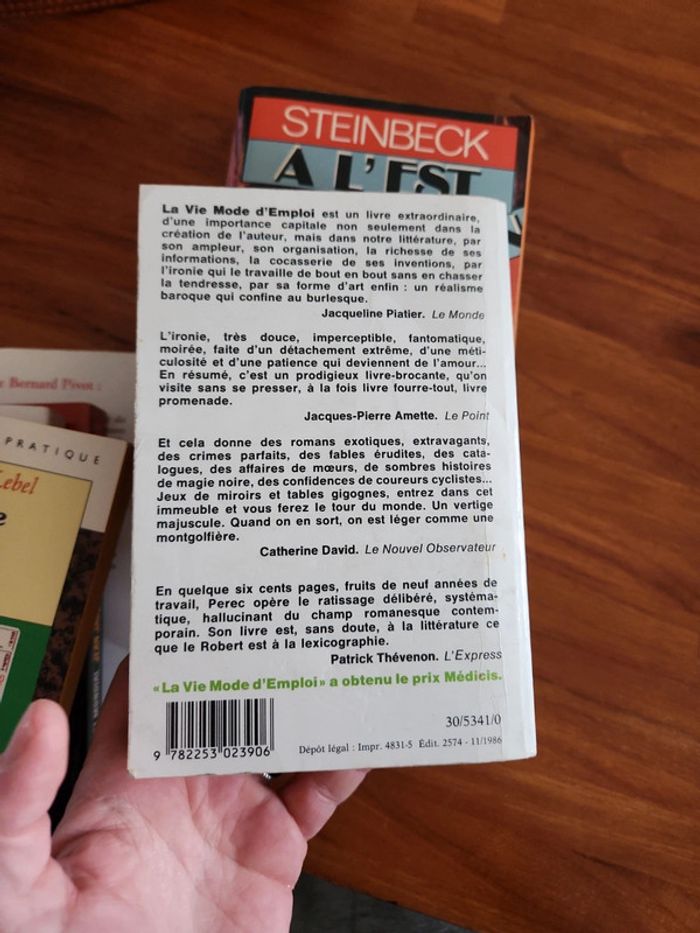 STEINBECK
A L'EST
La Vie Mode d'Emploi est un livre extraordinaire,
d'une importance capitale non seulement dans la
création de l'auteur, mais dans notre littérature, par
son ampleur, son organisation, la richesse de ses
informations, la cocasserie de ses inventions, par
l'ironie qui le travaille de bout en bout sans en chasser
la tendresse, par sa forme d'art enfin : un réalisme
baroque qui confine au burlesque.
Jacqueline Piatier. Le Monde
L'ironie, très douce, imperceptible, fantomatique,
moirée, faite d'un détachement extrême, d'une méti-
culosité et d'une patience qui deviennent de l'amour...
En résumé, c'est un prodigieux livre-brocante, qu'on
visite sans se presser, à la fois livre fourre-tout, livre
promenade.
Jacques-Pierre Amette. Le Point
Et cela donne des romans exotiques, extravagants,
des crimes parfaits, des fables érudites, des cata-
logues, des affaires de mœurs, de sombres histoires
de magie noire, des confidences de coureurs cyclistes...
Jeux de miroirs et tables gigognes, entrez dans cet
immeuble et vous ferez le tour du monde. Un vertige
majuscule. Quand on en sort, on est léger comme une
montgolfière.
Catherine David. Le Nouvel Observateur
En quelque six cents pages, fruits de neuf années de
travail, Perec opère le ratissage délibéré, systéma-
tique, hallucinant du champ romanesque contem-
porain. Son livre est, sans doute, à la littérature ce
que le Robert est à la lexicographie.
Patrick Thévenon. L'Express
«La Vie Mode d'Emploi» a obtenu le prix Médicis.
30/5341/0
9 782253 023906
Dépôt légal : Impr. 4831-5 Édit. 2574 - 11/1986
Bernard Pivot :
PRATIQUE
Lebel